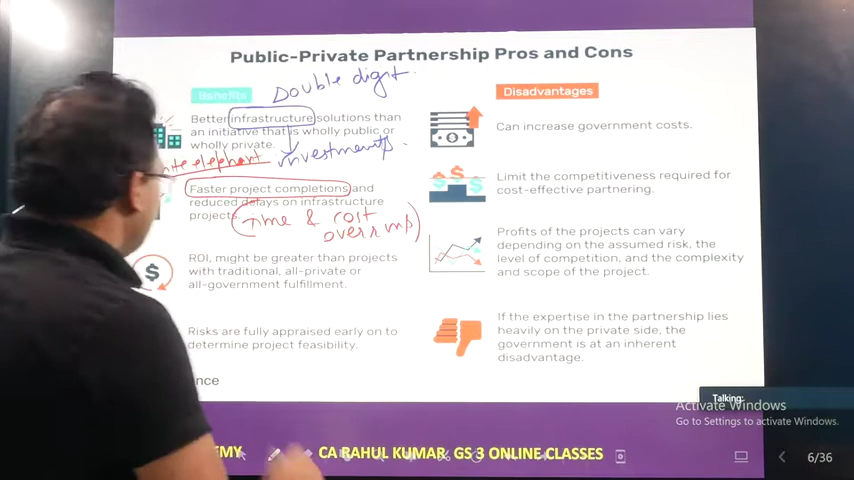 Public-Private Partnership Pros and Cons
Benefits
Double digit
Better infrastructure solutions than
an initiative that is wholly public or
wholly private.
elephant
investments.
Faster project completions and
reduced delays on infrastructure
projects.
(Time & cost
overruns)
$
ROI, might be greater than projects
with traditional, all-private or
all-government fulfillment.
Risks are fully appraised early on to
determine project feasibility.
Disadvantages
$
Can increase government costs.
$ $ $
Limit the competitiveness required for
cost-effective partnering.
Profits of the projects can vary
depending on the assumed risk, the
level of competition, and the complexity
and scope of the project.
If the expertise in the partnership lies
heavily on the private side, the
government is at an inherent
disadvantage.
Talking:
Activate Windows
Go to Settings to activate Windows.
CA RAHUL KUMAR, GS 3 ONLINE CLASSES
6/36